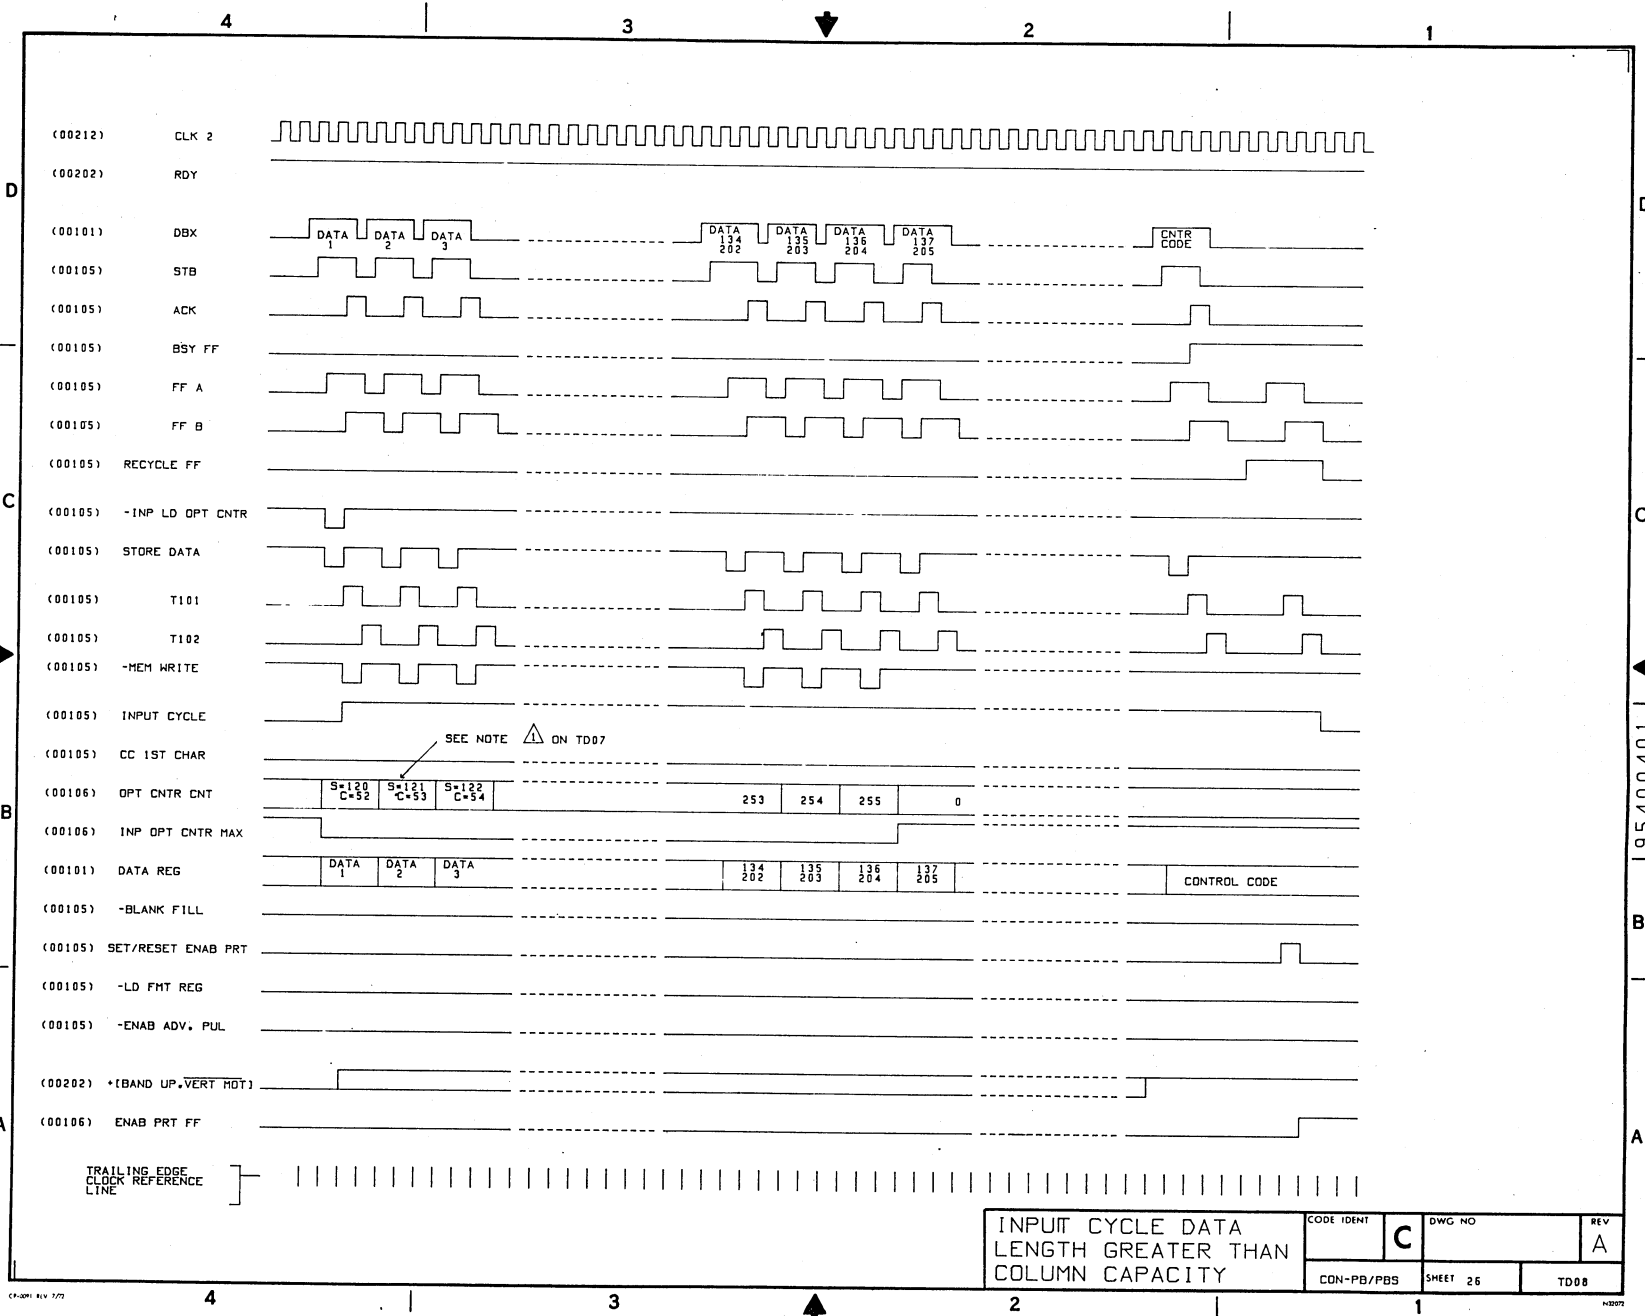 4 3 2 1
(00212) CLK 2
(00202) RDY
D
(00101) DBX DATA 1 DATA 2 DATA 3 DATA 134 202 DATA 135 203 DATA 136 204 DATA 137 205 CNTR CODE
(00105) STB
(00105) ACK
(00105) BSY FF
(00105) FF A
(00105) FF B
(00105) RECYCLE FF
C
(00105) -INP LD OPT CNTR
(00105) STORE DATA
(00105) T101
(00105) T102
(00105) -MEM WRITE
(00105) INPUT CYCLE
SEE NOTE 1 ON TD07
(00105) CC 1ST CHAR
(00106) OPT CNTR CNT S=120 C=52 S=121 C=53 S=122 C=54 253 254 255 0
B
(00106) INP OPT CNTR MAX
(00101) DATA REG DATA 1 DATA 2 DATA 3 134 202 135 203 136 204 137 205 CONTROL CODE
(00105) -BLANK FILL
B
(00105) SET/RESET ENAB PRT
(00105) -LD FMT REG
(00105) -ENAB ADV. PUL
(00202) +[BAND UP.VERT MOT]
(00106) ENAB PRT FF
A
TRAILING EDGE
CLOCK REFERENCE
LINE
95400401
INPUT CYCLE DATA
LENGTH GREATER THAN
COLUMN CAPACITY
CODE IDENT C DWG NO REV A
CDN-PB/PBS SHEET 26 TD08
4 3 2 1
CP-0091 REV 7/77